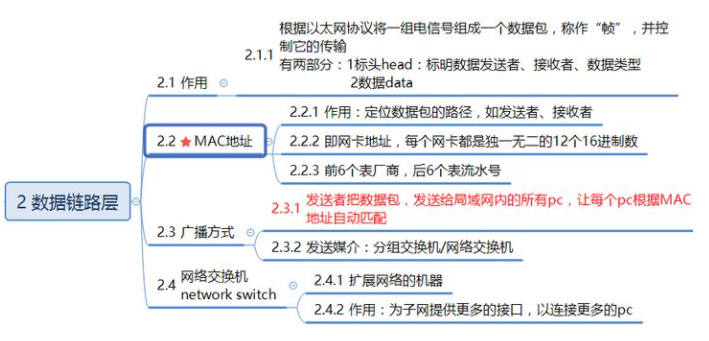 根据以太网协议将一组电信号组成一个数据包，称作“帧”，并控
2.1.1 制它的传输
有两部分：1标头head：标明数据发送者、接收者、数据类型
2数据data
2.1 作用
2.2.1 作用：定位数据包的路径，如发送者、接收者
2.2 MAC地址
2.2.2 即网卡地址，每个网卡都是独一无二的12个16进制数
2.2.3 前6个表厂商，后6个表流水号
2 数据链路层
2.3.1 发送者把数据包，发送给局域网内的所有pc，让每个pc根据MAC
地址自动匹配
2.3 广播方式
2.3.2 发送媒介：分组交换机/网络交换机
2.4 网络交换机
network switch
2.4.1 扩展网络的机器
2.4.2 作用：为子网提供更多的接口，以连接更多的pc